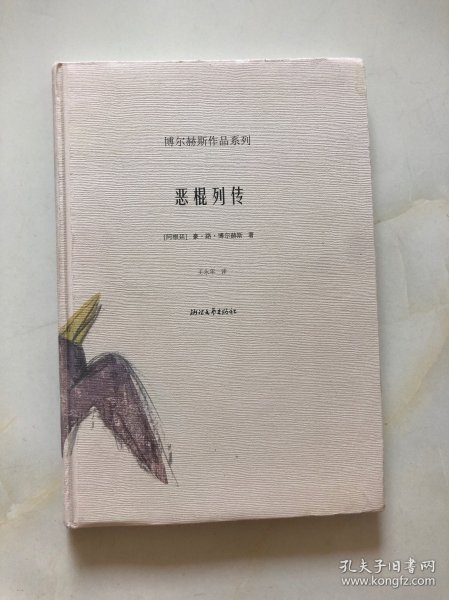 博尔赫斯作品系列
恶棍列传
[阿根廷] 豪·路·博尔赫斯 著
王永年 译
浙江文艺出版社
孔夫子旧书网
www.kongfz.com